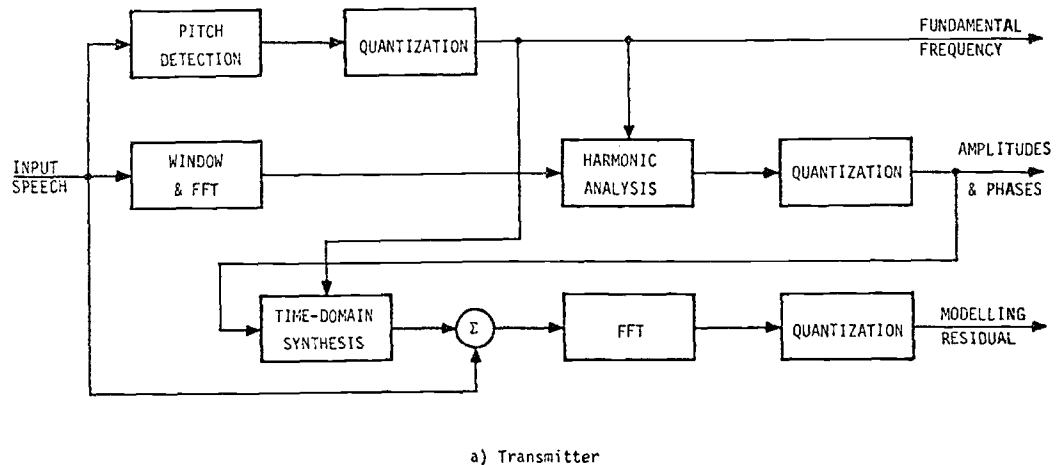 PITCH
DETECTION
QUANTIZATION
FUNDAMENTAL
FREQUENCY
INPUT
SPEECH
WINDOW
& FFT
HARMONIC
ANALYSIS
QUANTIZATION
AMPLITUDES
& PHASES
TIME-DOMAIN
SYNTHESIS
Σ
FFT
QUANTIZATION
MODELLING
RESIDUAL
a) Transmitter